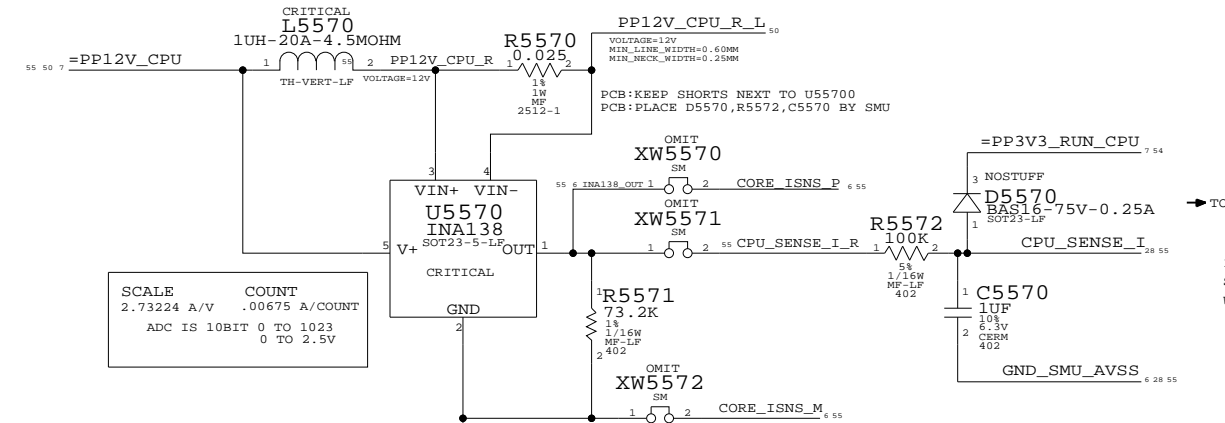 CRITICAL
L5570
1UH-20A-4.5MOHM
=PP12V_CPU
55 50 7
1
55
2
TH-VERT-LF
PP12V_CPU_R
VOLTAGE=12V
R5570
0.025
1
2
1%
1W
MF
2512-1
PP12V_CPU_R_L
50
VOLTAGE=12V
MIN_LINE_WIDTH=0.60MM
MIN_NECK_WIDTH=0.25MM
PCB:KEEP SHORTS NEXT TO U55700
PCB:PLACE D5570,R5572,C5570 BY SMU
3
4
VIN+ VIN-
U5570
INA138
SOT23-5-LF
5
V+
OUT
1
CRITICAL
GND
2
OMIT
XW5570
SM
55 6 INA138_OUT 1
2
CORE_ISNS_P
6 55
OMIT
XW5571
SM
1
2
55 CPU_SENSE_I_R
R5572
100K
1
2
5%
1/16W
MF-LF
402
=PP3V3_RUN_CPU
7 54
3
NOSTUFF
D5570
BAS16-75V-0.25A
SOT23-LF
1
TO
CPU_SENSE_I
28 55
1
C5570
1UF
10%
6.3V
CERM
402
2
GND_SMU_AVSS
6 28 55
1
R5571
73.2K
1%
1/16W
MF-LF
402
2
OMIT
XW5572
SM
1
2
CORE_ISNS_M
6 55
SCALE COUNT
2.73224 A/V .00675 A/COUNT
ADC IS 10BIT 0 TO 1023
0 TO 2.5V